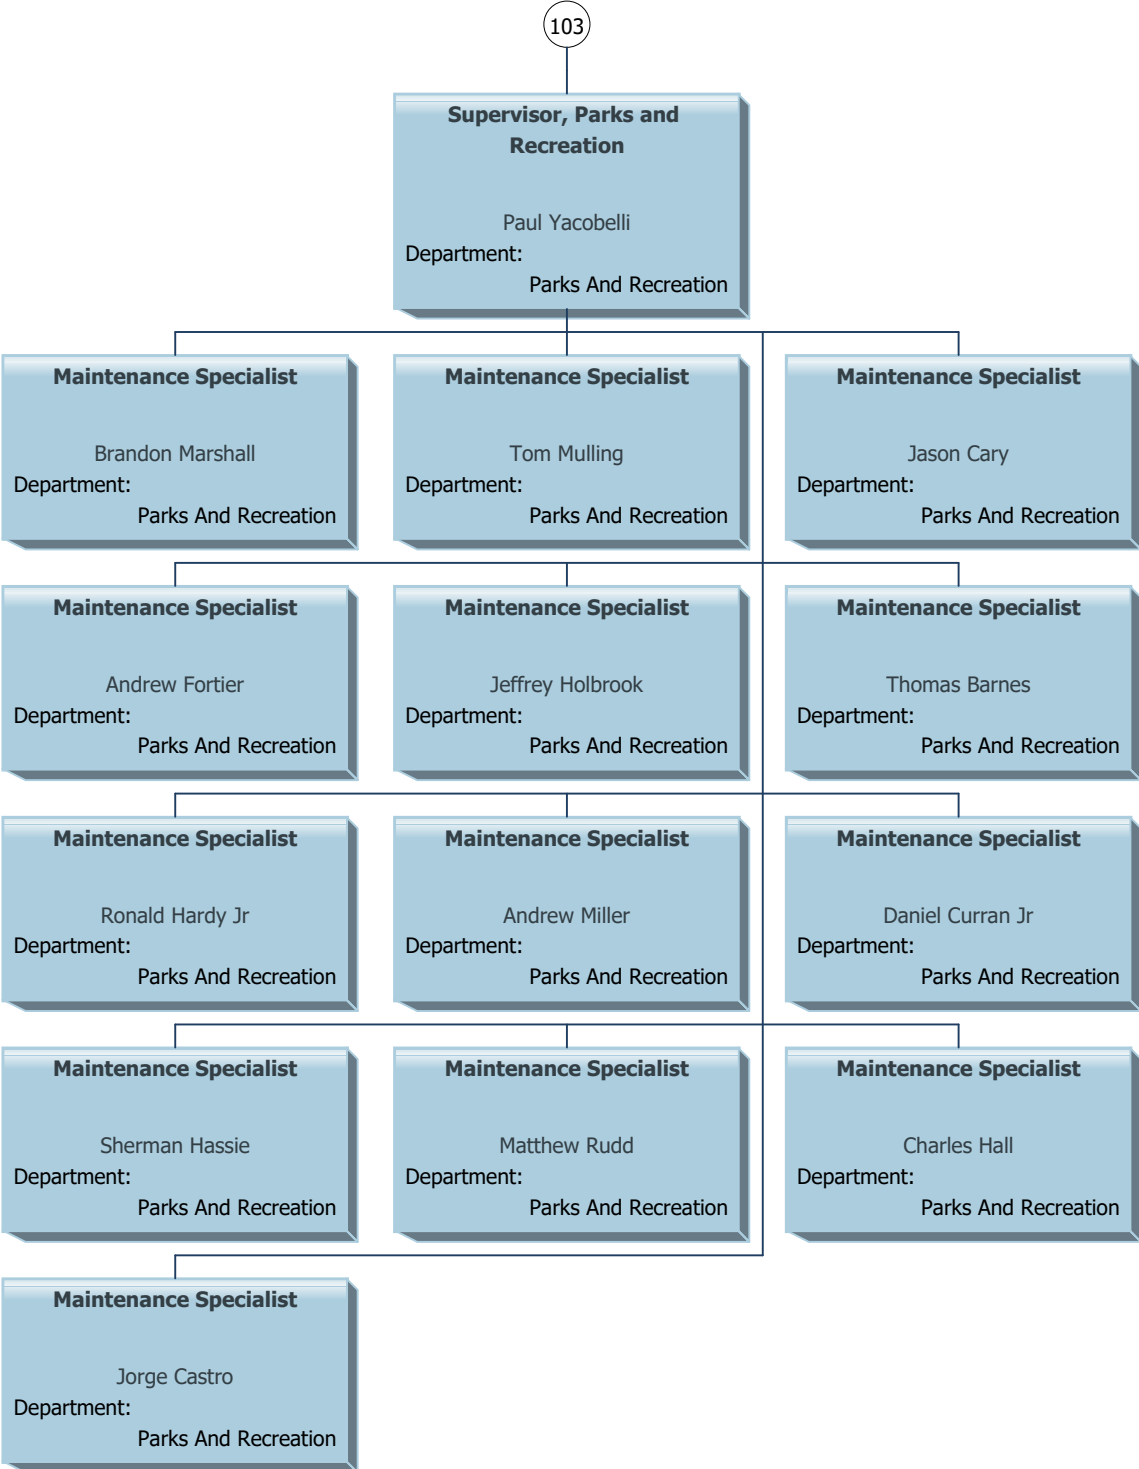 103
Supervisor, Parks and
Recreation
Paul Yacobelli
Department:
Parks And Recreation
Maintenance Specialist
Brandon Marshall
Department:
Parks And Recreation
Maintenance Specialist
Tom Mulling
Department:
Parks And Recreation
Maintenance Specialist
Jason Cary
Department:
Parks And Recreation
Maintenance Specialist
Andrew Fortier
Department:
Parks And Recreation
Maintenance Specialist
Jeffrey Holbrook
Department:
Parks And Recreation
Maintenance Specialist
Thomas Barnes
Department:
Parks And Recreation
Maintenance Specialist
Ronald Hardy Jr
Department:
Parks And Recreation
Maintenance Specialist
Andrew Miller
Department:
Parks And Recreation
Maintenance Specialist
Daniel Curran Jr
Department:
Parks And Recreation
Maintenance Specialist
Sherman Hassie
Department:
Parks And Recreation
Maintenance Specialist
Matthew Rudd
Department:
Parks And Recreation
Maintenance Specialist
Charles Hall
Department:
Parks And Recreation
Maintenance Specialist
Jorge Castro
Department:
Parks And Recreation